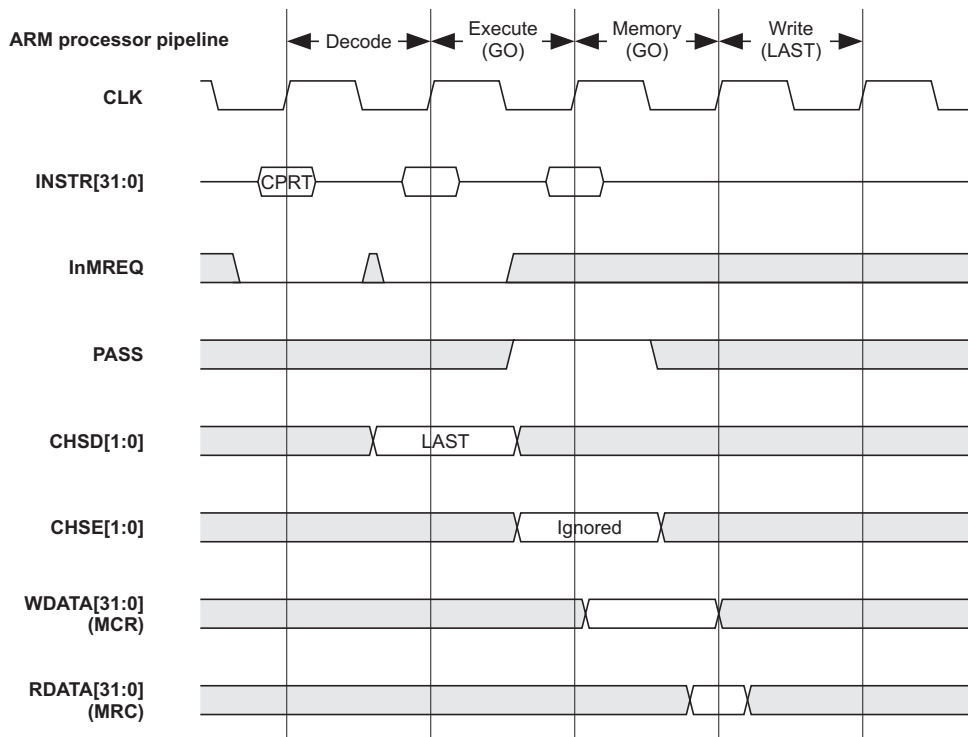 ARM processor pipeline
Decode
Execute
(GO)
Memory
(GO)
Write
(LAST)
CLK
INSTR[31:0]
CPRT
InMREQ
PASS
CHSD[1:0]
LAST
CHSE[1:0]
Ignored
WDATA[31:0]
(MCR)
RDATA[31:0]
(MRC)